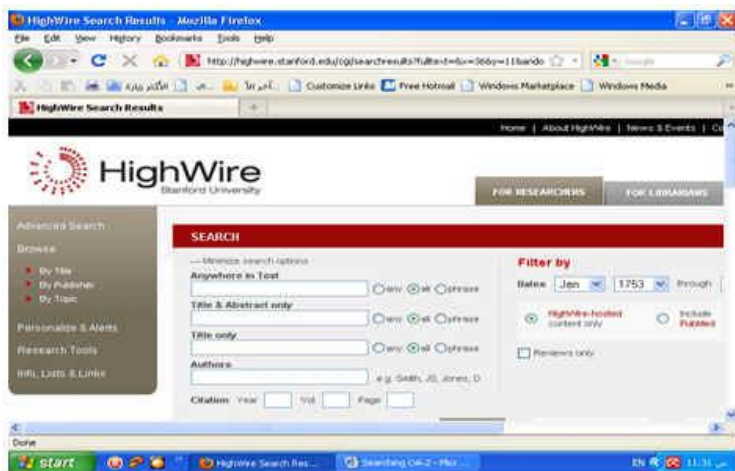 HighWire Search Results - Mozilla Firefox
File Edit View History Bookmarks Tools Help
Customize Links Free Hotmail Windows Marketplace Windows Media
HighWire Search Results
Home | About HighWire | News & Events |
HighWire
Stanford University
FOR RESEARCHERS FOR LIBRARIANS
Advanced Search
Browse
By Title
By Publisher
By Topic
Personalize & Alerts
Research Tools
Info, Lists & Links
SEARCH
Minimize search options
Anywhere in Text
any all phrase
Title & Abstract only
any all phrase
Title only
any all phrase
Authors
e.g. Smith, JS, Jones, D
Citation Year Vol Page
Filter by
Dates Jan 1753 through
HighWire-hosted content only
Include PubMed
Reviews only
Done
start HighWire Search Res... EN 11:31